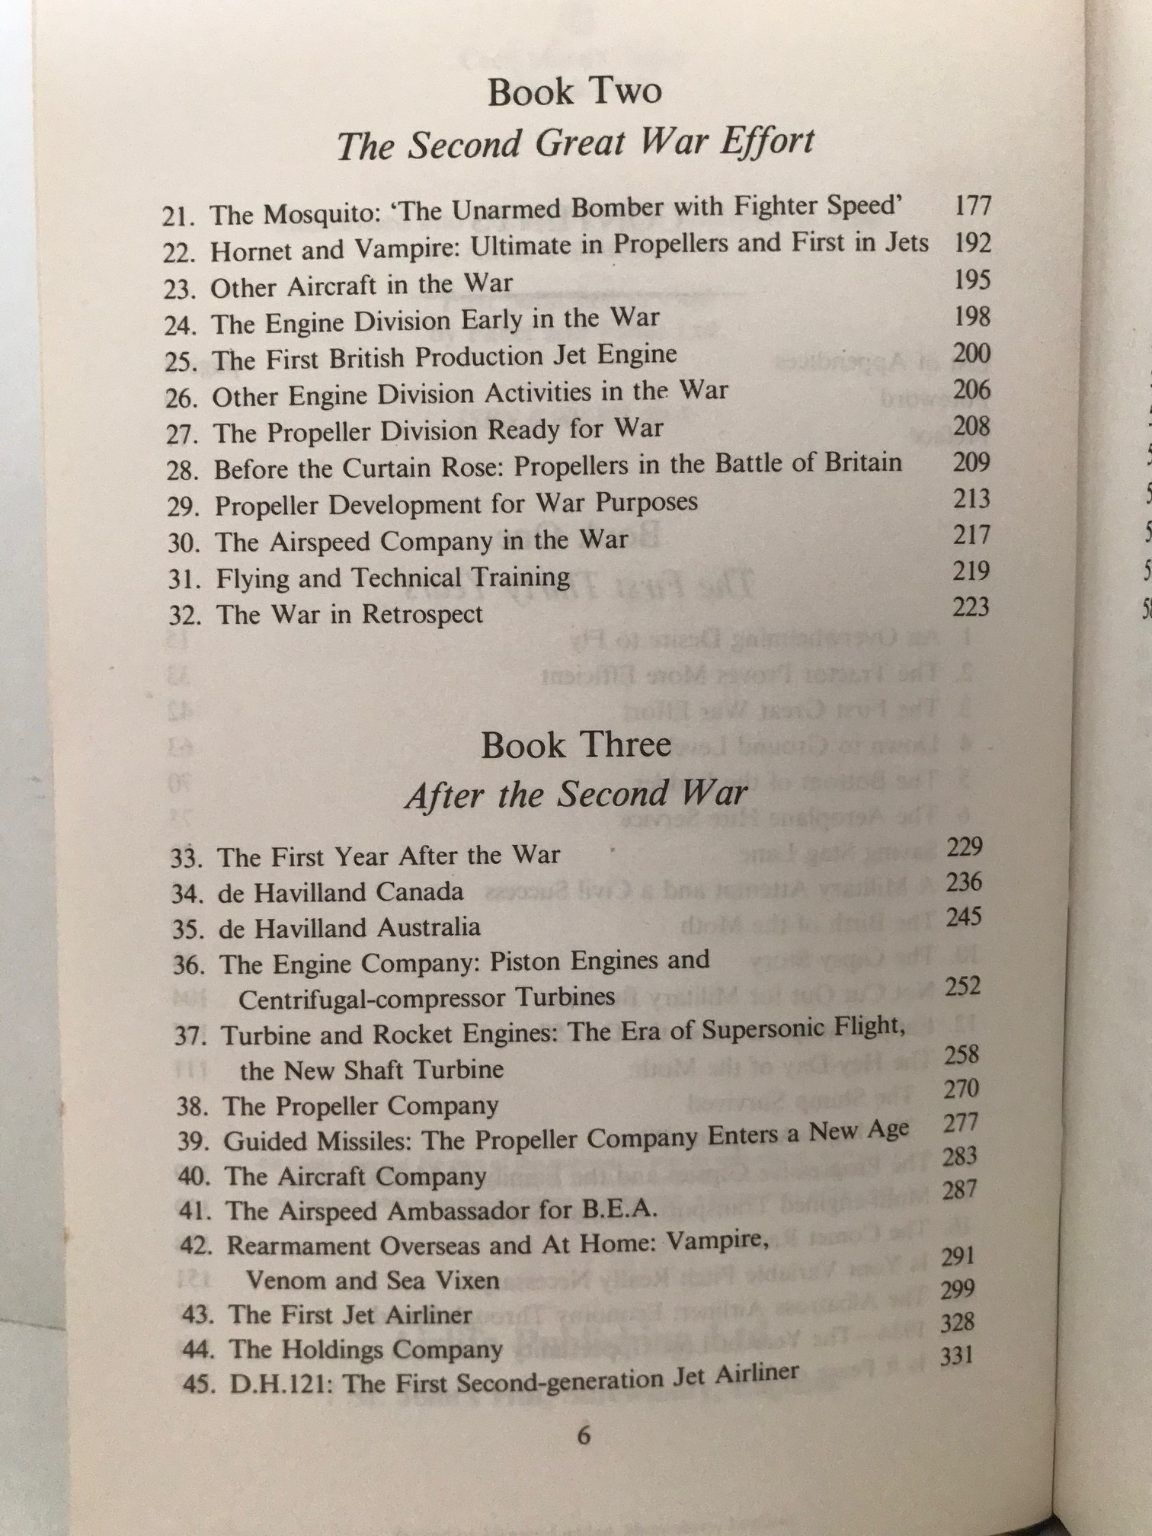 Book Two
The Second Great War Effort
21. The Mosquito: ‘The Unarmed Bomber with Fighter Speed’ 177
22. Hornet and Vampire: Ultimate in Propellers and First in Jets 192
23. Other Aircraft in the War 195
24. The Engine Division Early in the War 198
25. The First British Production Jet Engine 200
26. Other Engine Division Activities in the War 206
27. The Propeller Division Ready for War 208
28. Before the Curtain Rose: Propellers in the Battle of Britain 209
29. Propeller Development for War Purposes 213
30. The Airspeed Company in the War 217
31. Flying and Technical Training 219
32. The War in Retrospect 223
Book Three
After the Second War
33. The First Year After the War 229
34. de Havilland Canada 236
35. de Havilland Australia 245
36. The Engine Company: Piston Engines and
Centrifugal-compressor Turbines 252
37. Turbine and Rocket Engines: The Era of Supersonic Flight,
the New Shaft Turbine 258
38. The Propeller Company 270
39. Guided Missiles: The Propeller Company Enters a New Age 277
40. The Aircraft Company 283
41. The Airspeed Ambassador for B.E.A. 287
42. Rearmament Overseas and At Home: Vampire,
Venom and Sea Vixen 291
43. The First Jet Airliner 299
44. The Holdings Company 328
45. D.H.121: The First Second-generation Jet Airliner 331
6